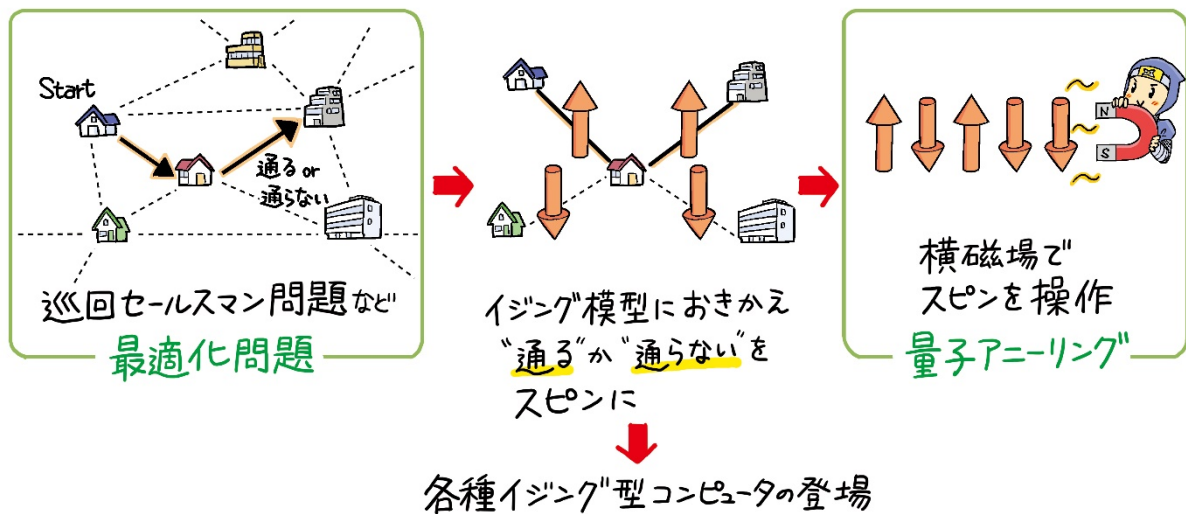 Start
通る or
通らない
巡回セールスマン問題など
最適化問題
イジング模型におきかえ
"通る"か"通らない"を
スピンに
N
S
横磁場で
スピンを操作
量子アニーリング
各種イジング型コンピュータの登場